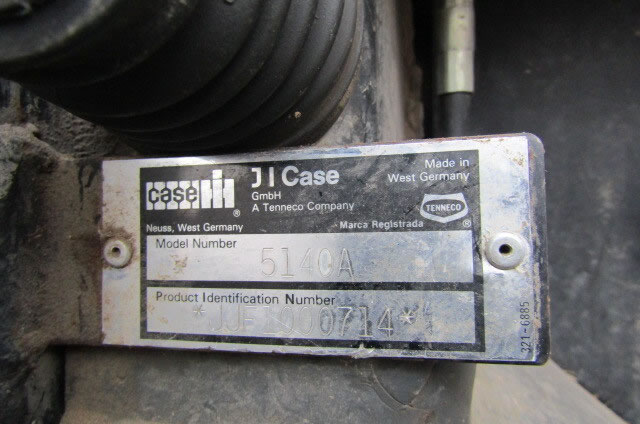 case IH ®
J I Case
GmbH
A Tenneco Company
Made in
West Germany
TENNECO
Neuss, West Germany
Marca Registrada ®
Model Number
5140A
Product Identification Number
321-6885